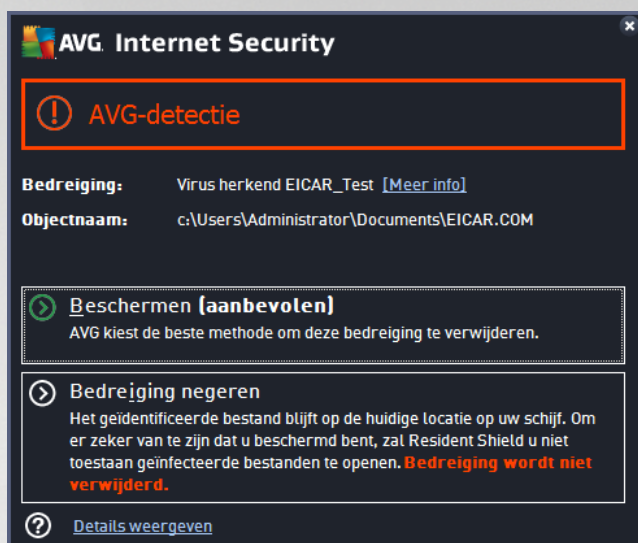 AVG. Internet Security
AVG-detectie
Bedreiging: Virus herkend EICAR_Test [Meer info]
Objectnaam: c:\Users\Administrator\Documents\EICAR.COM
Beschermen (aanbevolen)
AVG kiest de beste methode om deze bedreiging te verwijderen.
Bedreiging negeren
Het geïdentificeerde bestand blijft op de huidige locatie op uw schijf. Om
er zeker van te zijn dat u beschermd bent, zal Resident Shield u niet
toestaan geïnfecteerde bestanden te openen. Bedreiging wordt niet
verwijderd.
Details weergeven